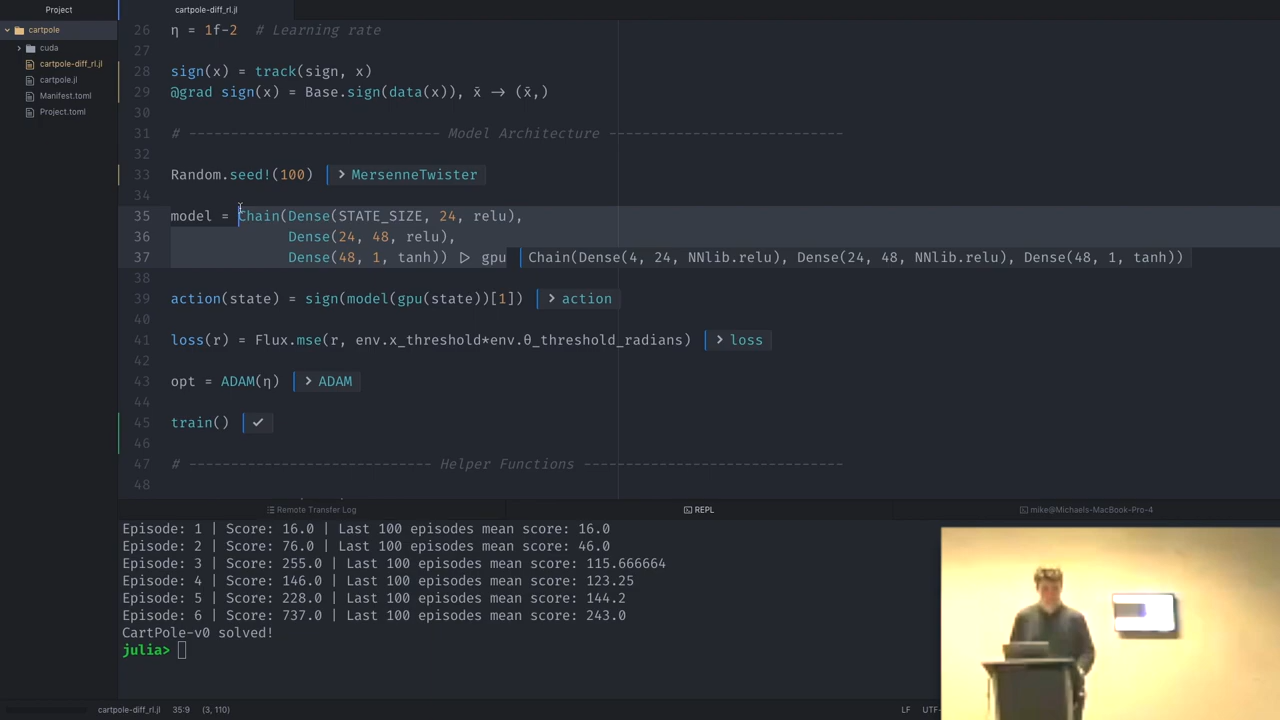 Project
cartpole-diff_rl.jl
cartpole
cuda
cartpole-diff_rl.jl
cartpole.jl
Manifest.toml
Project.toml
26 η = 1f-2 # Learning rate
27
28 sign(x) = track(sign, x)
29 @grad sign(x) = Base.sign(data(x)), x̄ -> (x̄,)
30
31 # ------------------------------ Model Architecture ----------------------------
32
33 Random.seed!(100) > MersenneTwister
34
35 model = Chain(Dense(STATE_SIZE, 24, relu),
36 Dense(24, 48, relu),
37 Dense(48, 1, tanh)) ▷ gpu Chain(Dense(4, 24, NNlib.relu), Dense(24, 48, NNlib.relu), Dense(48, 1, tanh))
38
39 action(state) = sign(model(gpu(state))[1]) > action
40
41 loss(r) = Flux.mse(r, env.x_threshold*env.θ_threshold_radians) > loss
42
43 opt = ADAM(η) > ADAM
44
45 train() ✓
46
47 # ----------------------------- Helper Functions -------------------------------
48
Remote Transfer Log
REPL
mike@Michaels-MacBook-Pro-4
Episode: 1 | Score: 16.0 | Last 100 episodes mean score: 16.0
Episode: 2 | Score: 76.0 | Last 100 episodes mean score: 46.0
Episode: 3 | Score: 255.0 | Last 100 episodes mean score: 115.666664
Episode: 4 | Score: 146.0 | Last 100 episodes mean score: 123.25
Episode: 5 | Score: 228.0 | Last 100 episodes mean score: 144.2
Episode: 6 | Score: 737.0 | Last 100 episodes mean score: 243.0
CartPole-v0 solved!
julia>
cartpole-diff_rl.jl 35:9 (3, 110) LF UTF-